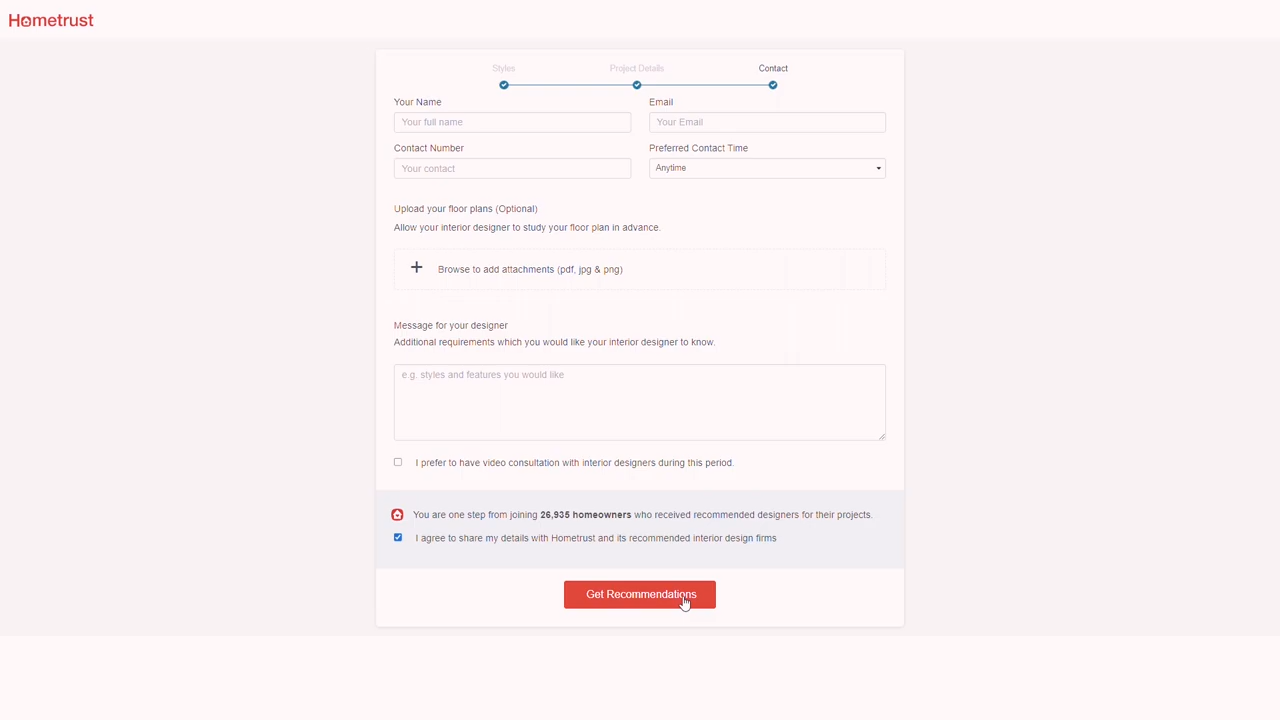 Hometrust
Styles Project Details Contact
Your Name Email
Your full name Your Email
Contact Number Preferred Contact Time
Your contact Anytime
Upload your floor plans (Optional)
Allow your interior designer to study your floor plan in advance.
+ Browse to add attachments (pdf, jpg & png)
Message for your designer
Additional requirements which you would like your interior designer to know.
e.g. styles and features you would like
I prefer to have video consultation with interior designers during this period.
You are one step from joining 26,935 homeowners who received recommended designers for their projects.
I agree to share my details with Hometrust and its recommended interior design firms
Get Recommendations